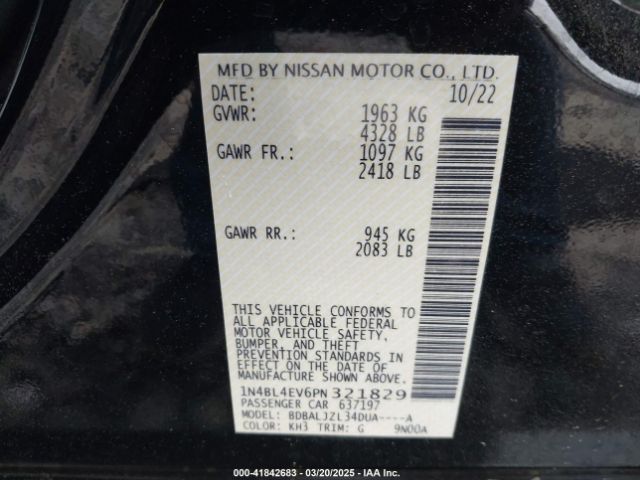 MFD BY NISSAN MOTOR CO., LTD.
DATE: 10/22
GVWR: 1963 KG
4328 LB
GAWR FR.: 1097 KG
2418 LB
GAWR RR.: 945 KG
2083 LB
THIS VEHICLE CONFORMS TO
ALL APPLICABLE FEDERAL
MOTOR VEHICLE SAFETY,
BUMPER, AND THEFT
PREVENTION STANDARDS IN
EFFECT ON THE DATE OF
MANUFACTURE SHOWN ABOVE.
1N4BL4EV6PN321829
PASSENGER CAR 637197
MODEL: BDBALJZL34DUA----A
COLOR: KH3 TRIM: G 9N00A
000-41842683 — 03/20/2025 — IAA Inc.